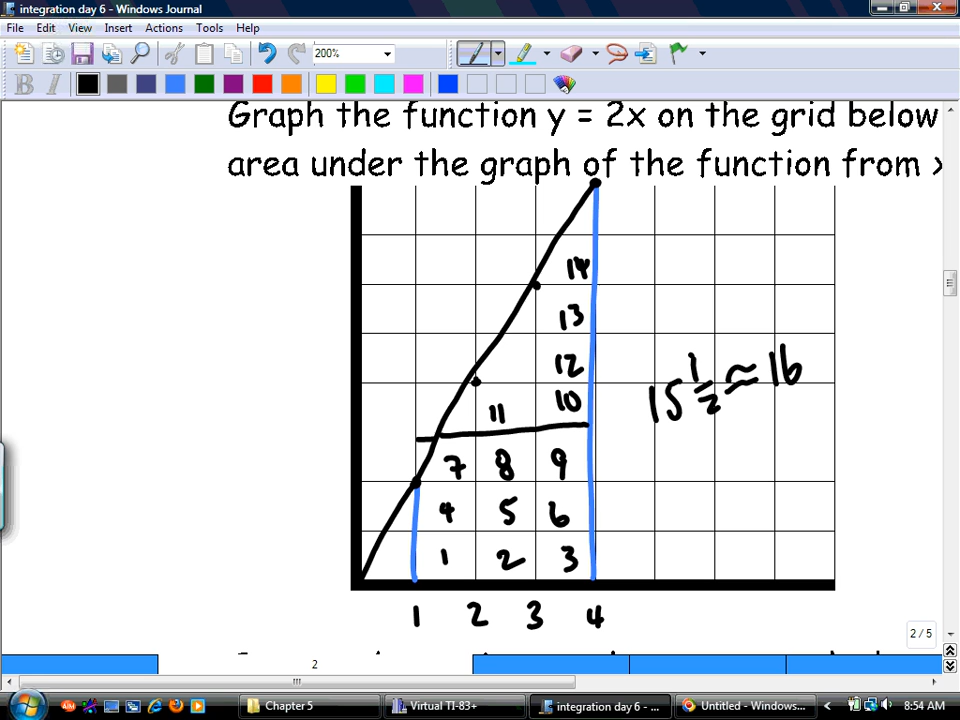 integration day 6 - Windows Journal
File Edit View Insert Actions Tools Help
200%
B I
Graph the function y = 2x on the grid below
area under the graph of the function from x
14
13
12
11 10
15 1/2 ≈ 16
7 8 9
4 5 6
1 2 3
1 2 3 4
2 / 5
2
Chapter 5 Virtual TI-83+ integration day 6 - ... Untitled - Windows... 8:54 AM